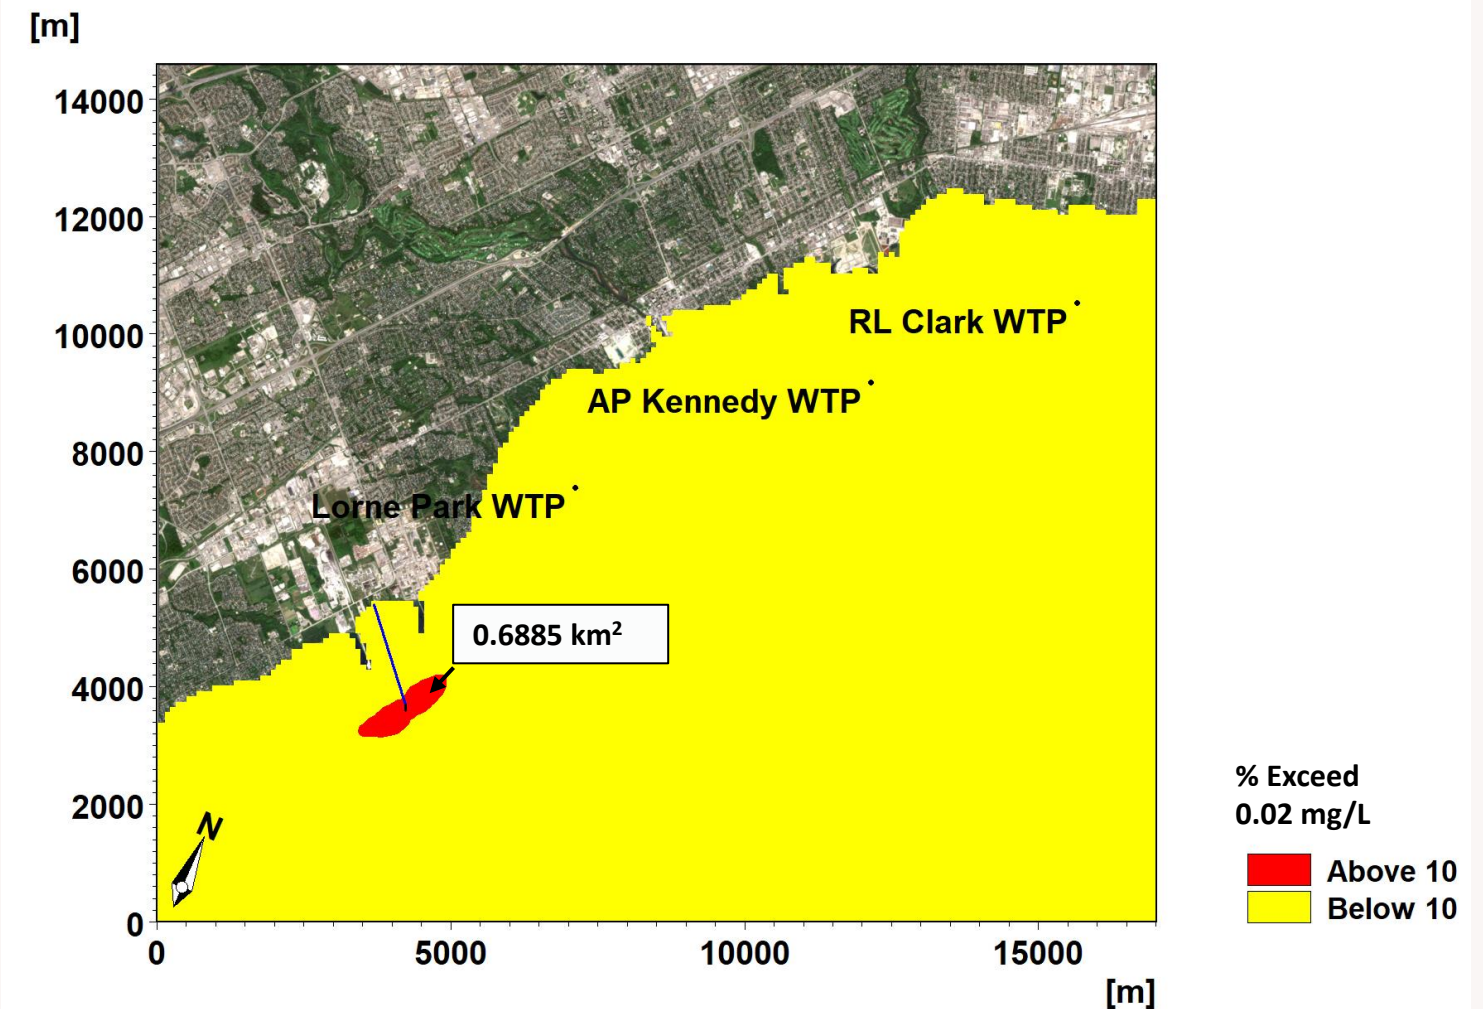 [m]
14000
12000
10000
8000
6000
4000
2000
0
RL Clark WTP
AP Kennedy WTP
Lorne Park WTP
0.6885 km²
N
0
5000
10000
15000
[m]
% Exceed
0.02 mg/L
Above 10
Below 10